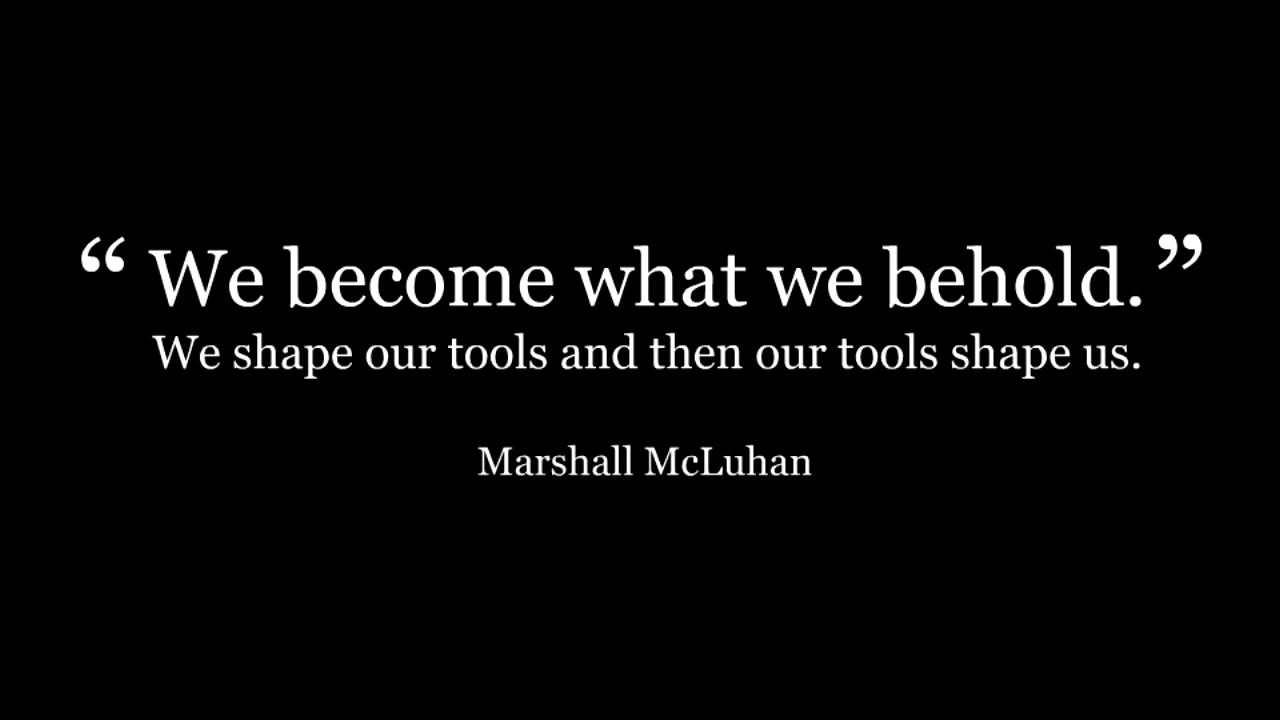 “ We become what we behold.”
We shape our tools and then our tools shape us.
Marshall McLuhan